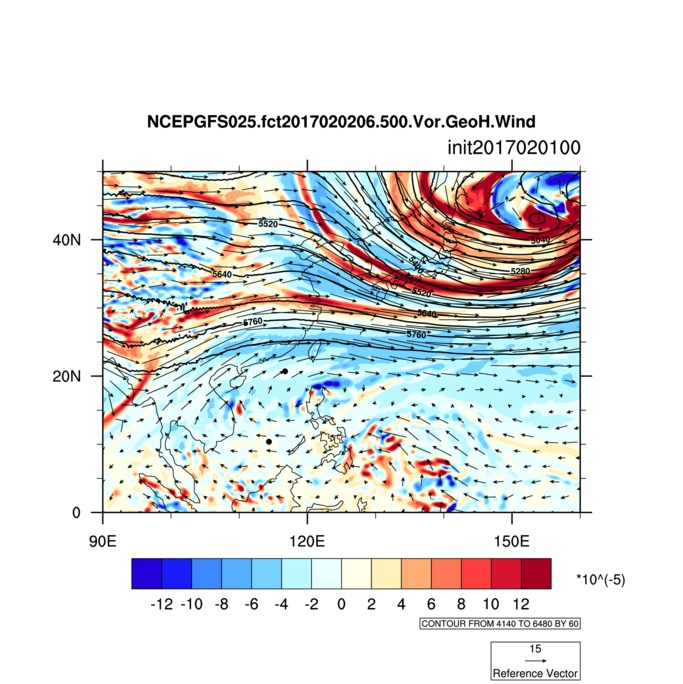 NCEPGFS025.fct2017020206.500.Vor.GeoH.Wind
init2017020100
40N
20N
0
90E 120E 150E
5520
5640
5760
5040
5280
5520
5640
5760
-12 -10 -8 -6 -4 -2 0 2 4 6 8 10 12
*10^(-5)
CONTOUR FROM 4140 TO 6480 BY 60
15
Reference Vector